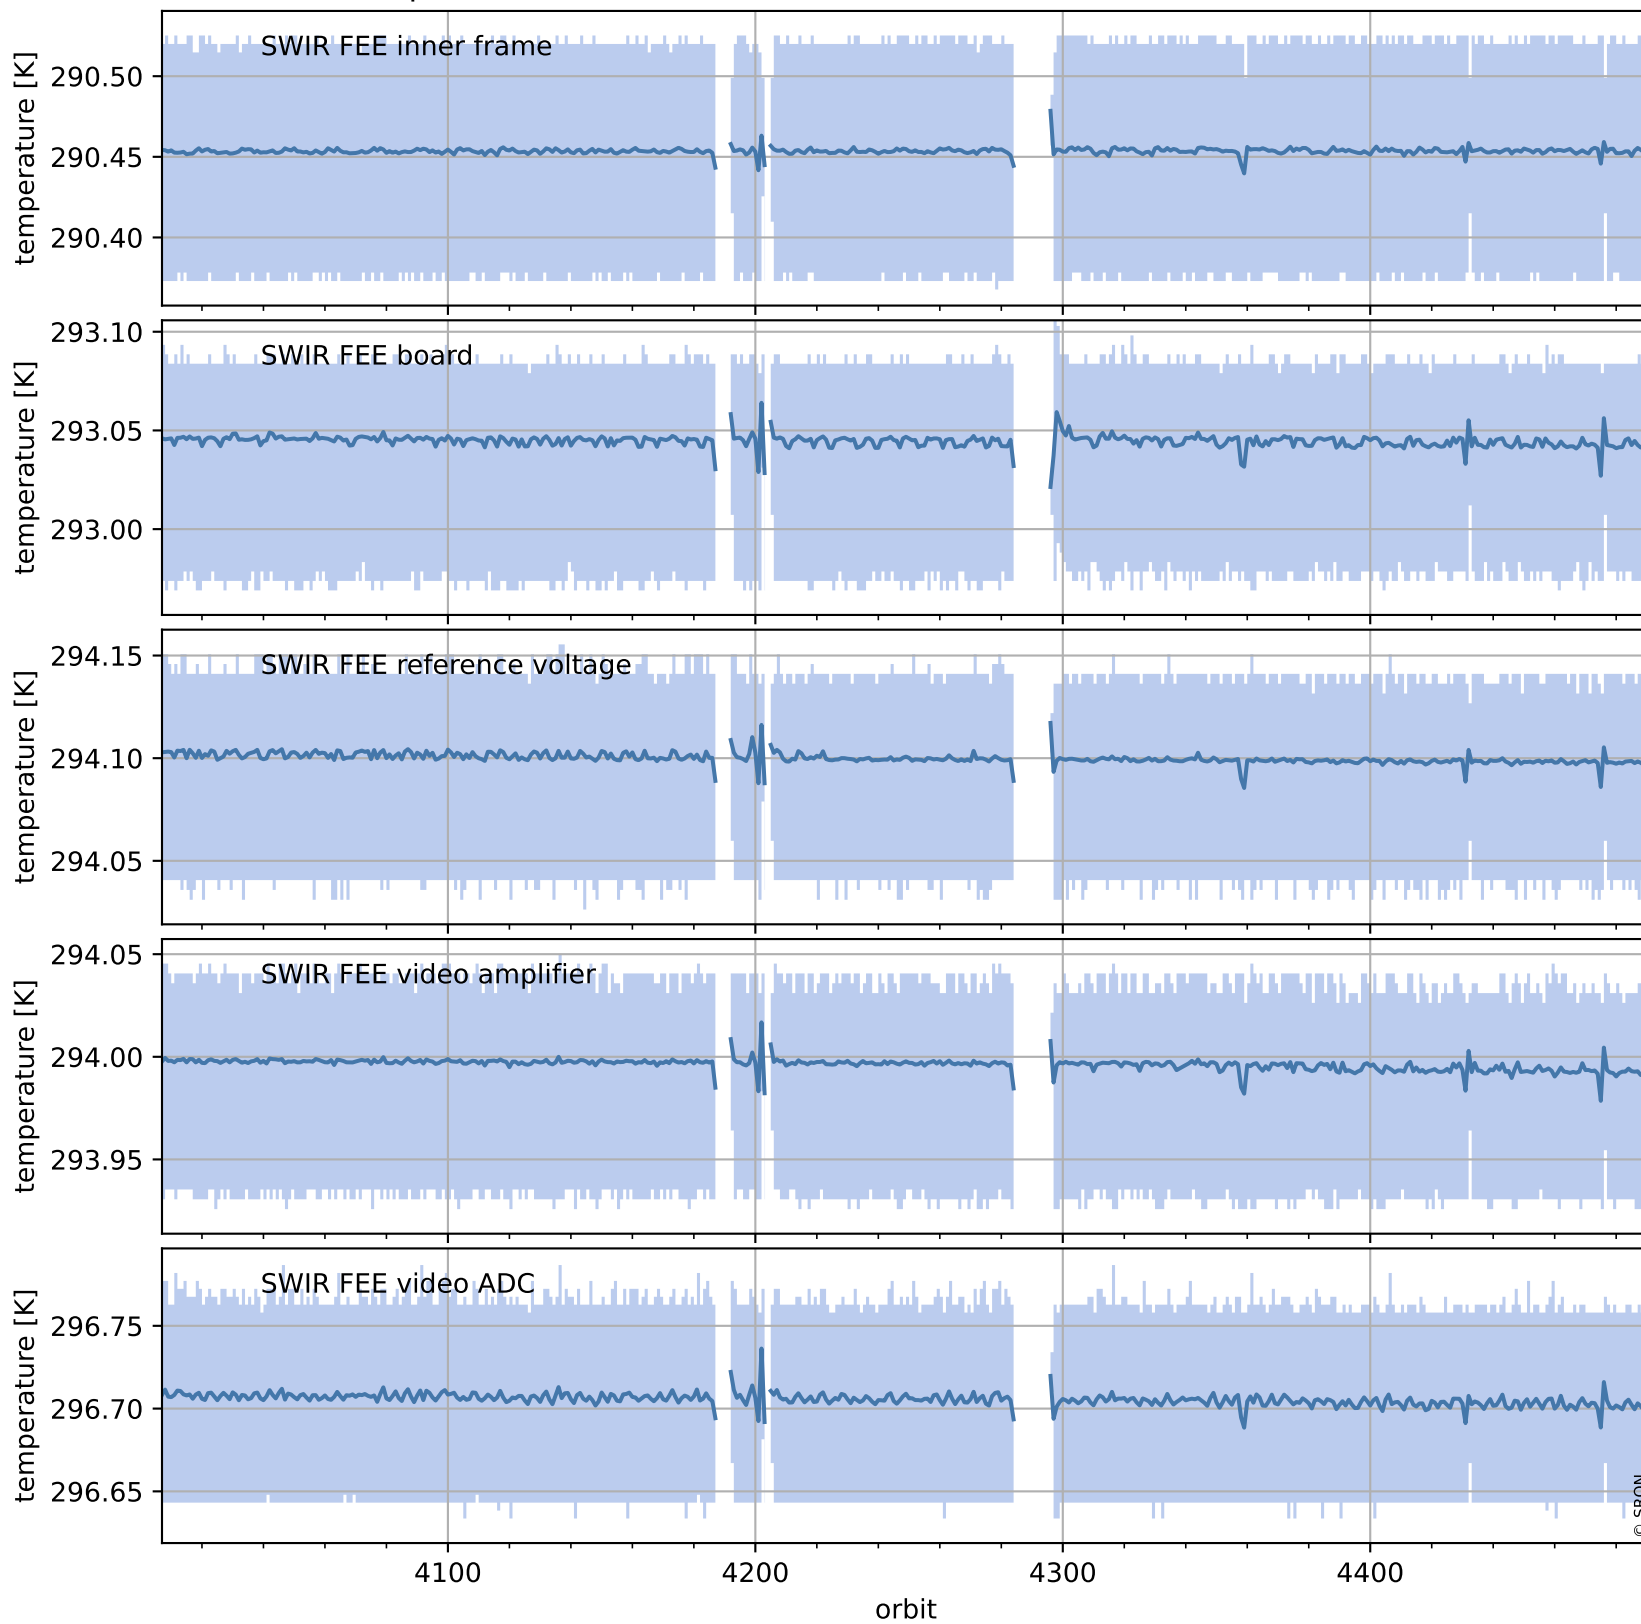 SWIR FEE inner frame
temperature [K]
290.50
290.45
290.40
SWIR FEE board
temperature [K]
293.10
293.05
293.00
SWIR FEE reference voltage
temperature [K]
294.15
294.10
294.05
SWIR FEE video amplifier
temperature [K]
294.05
294.00
293.95
SWIR FEE video ADC
temperature [K]
296.75
296.70
296.65
4100 4200 4300 4400
orbit
© SRON